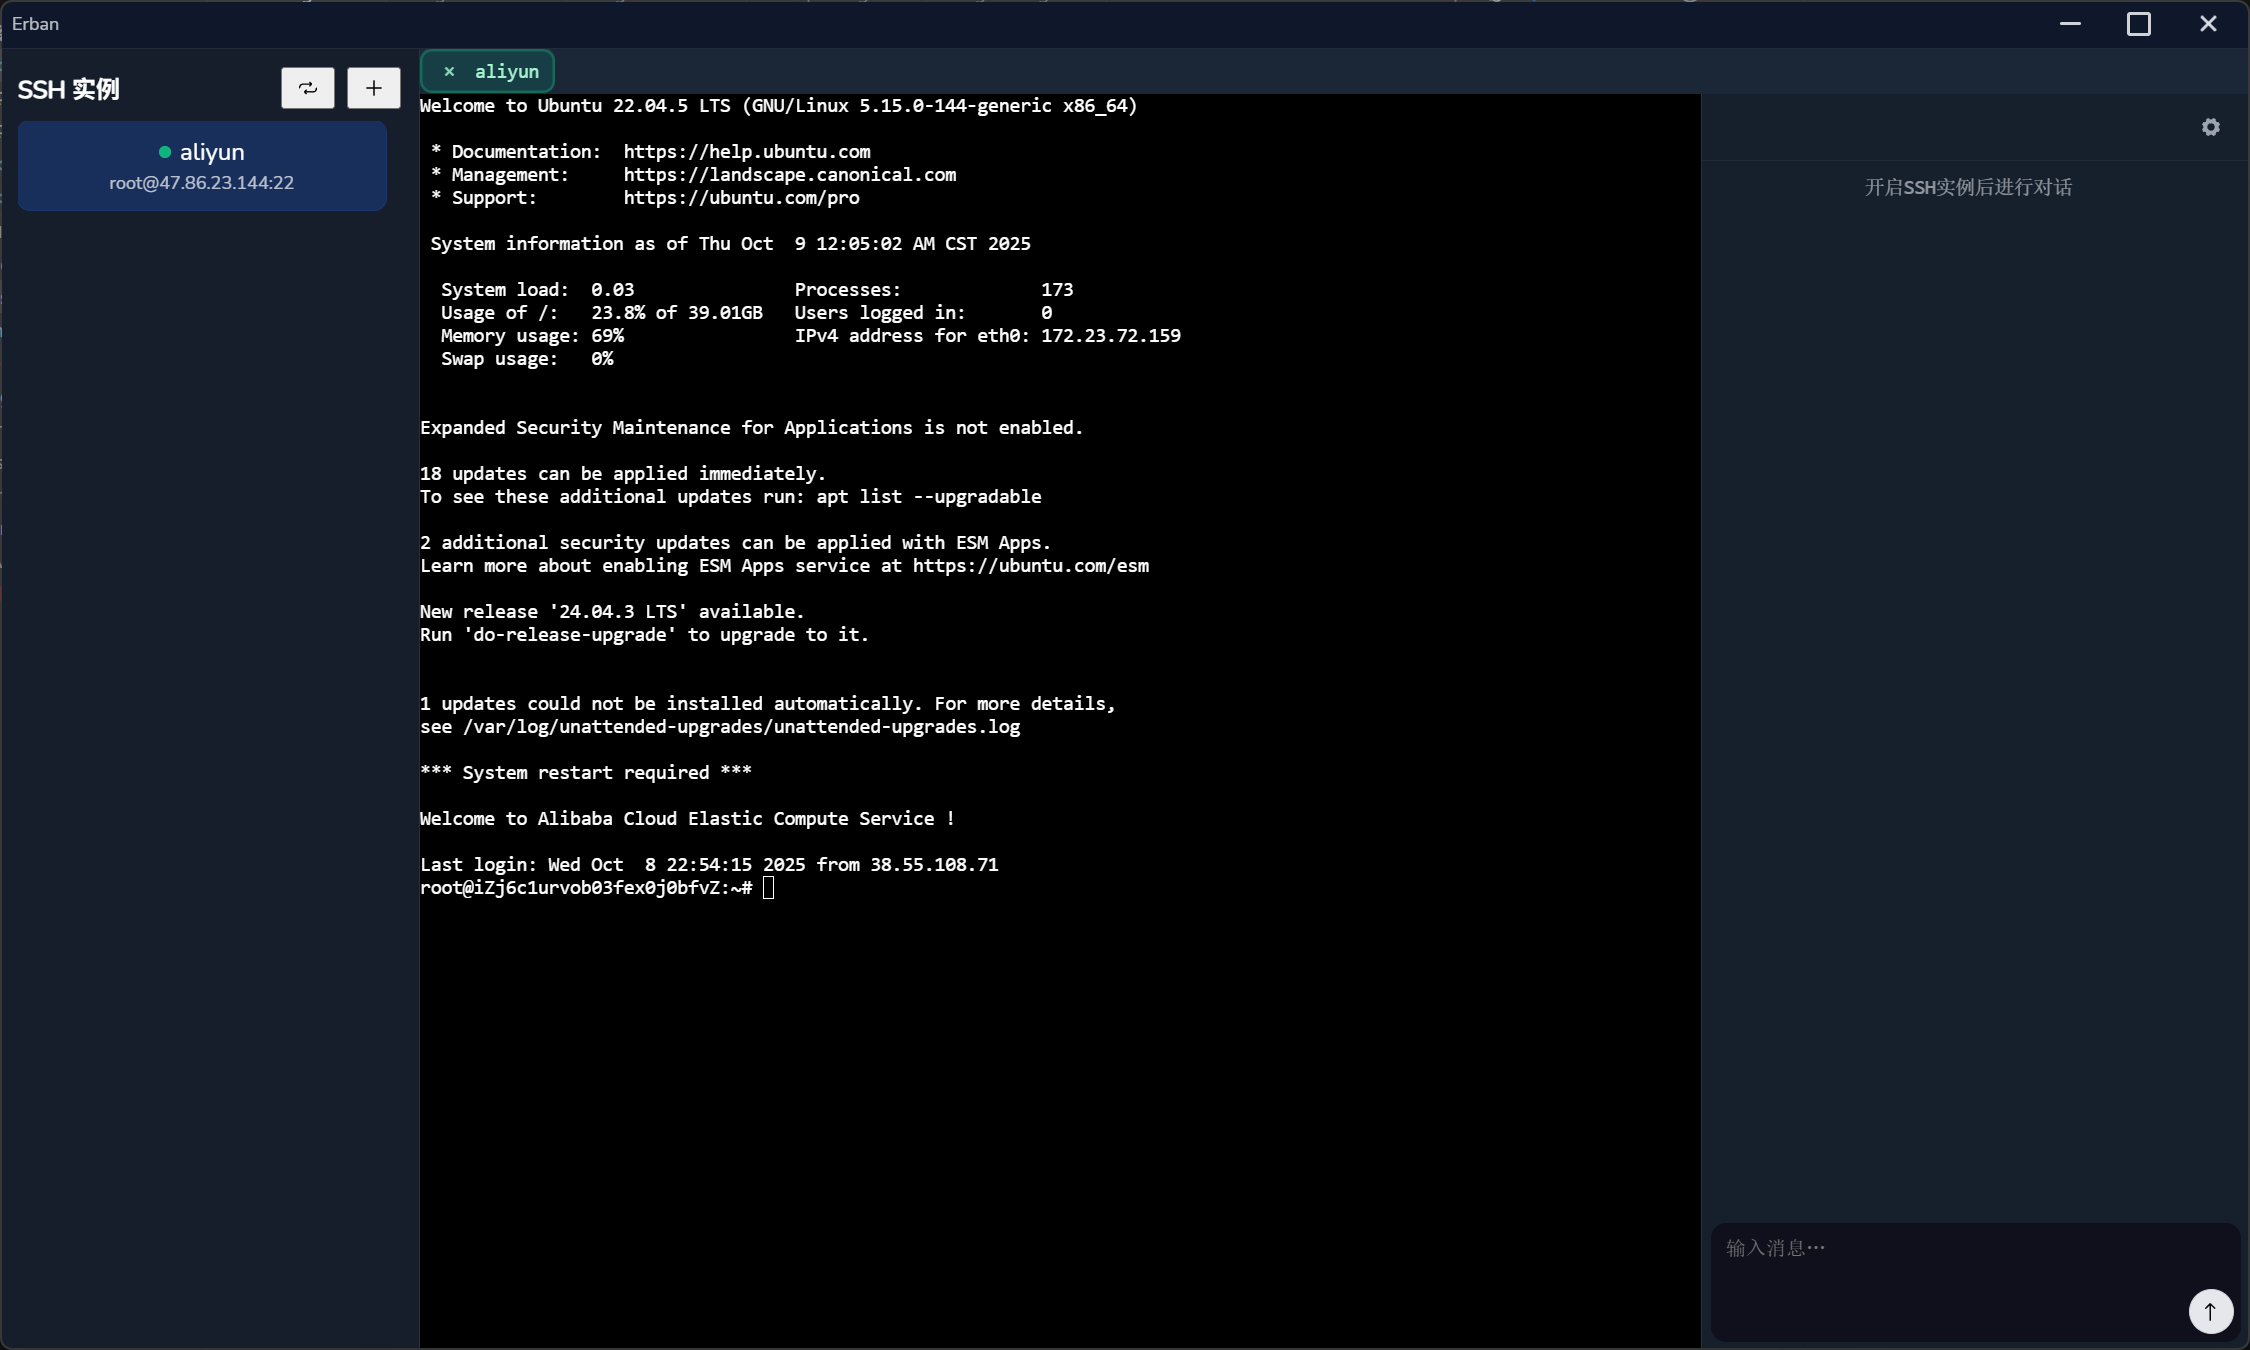 Erban
SSH 实例
aliyun
root@47.86.23.144:22
× aliyun
Welcome to Ubuntu 22.04.5 LTS (GNU/Linux 5.15.0-144-generic x86_64)
* Documentation:  https://help.ubuntu.com
* Management:     https://landscape.canonical.com
* Support:        https://ubuntu.com/pro
System information as of Thu Oct  9 12:05:02 AM CST 2025
System load:  0.03               Processes:             173
Usage of /:   23.8% of 39.01GB   Users logged in:       0
Memory usage: 69%                IPv4 address for eth0: 172.23.72.159
Swap usage:   0%
Expanded Security Maintenance for Applications is not enabled.
18 updates can be applied immediately.
To see these additional updates run: apt list --upgradable
2 additional security updates can be applied with ESM Apps.
Learn more about enabling ESM Apps service at https://ubuntu.com/esm
New release '24.04.3 LTS' available.
Run 'do-release-upgrade' to upgrade to it.
1 updates could not be installed automatically. For more details,
see /var/log/unattended-upgrades/unattended-upgrades.log
*** System restart required ***
Welcome to Alibaba Cloud Elastic Compute Service !
Last login: Wed Oct  8 22:54:15 2025 from 38.55.108.71
root@iZj6c1urvob03fex0j0bfvZ:~#
开启SSH实例后进行对话
输入消息…